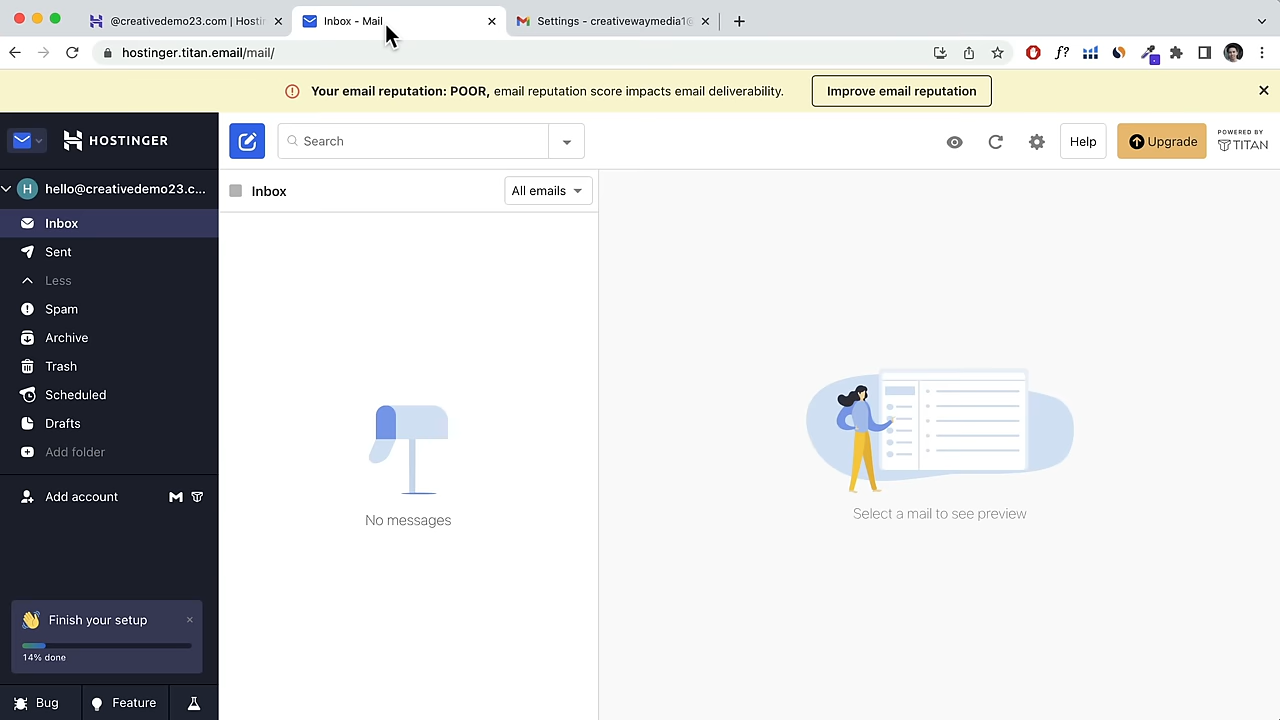 @creativedemo23.com | Hostin
Inbox - Mail
Settings - creativewaymedia1@
hostinger.titan.email/mail/
f?
Your email reputation: POOR, email reputation score impacts email deliverability.
Improve email reputation
HOSTINGER
Search
Help
Upgrade
POWERED BY
TITAN
H
hello@creativedemo23.c...
Inbox
All emails
Inbox
Sent
Less
Spam
Archive
Trash
Scheduled
Drafts
Add folder
Add account
No messages
Select a mail to see preview
Finish your setup
14% done
Bug
Feature